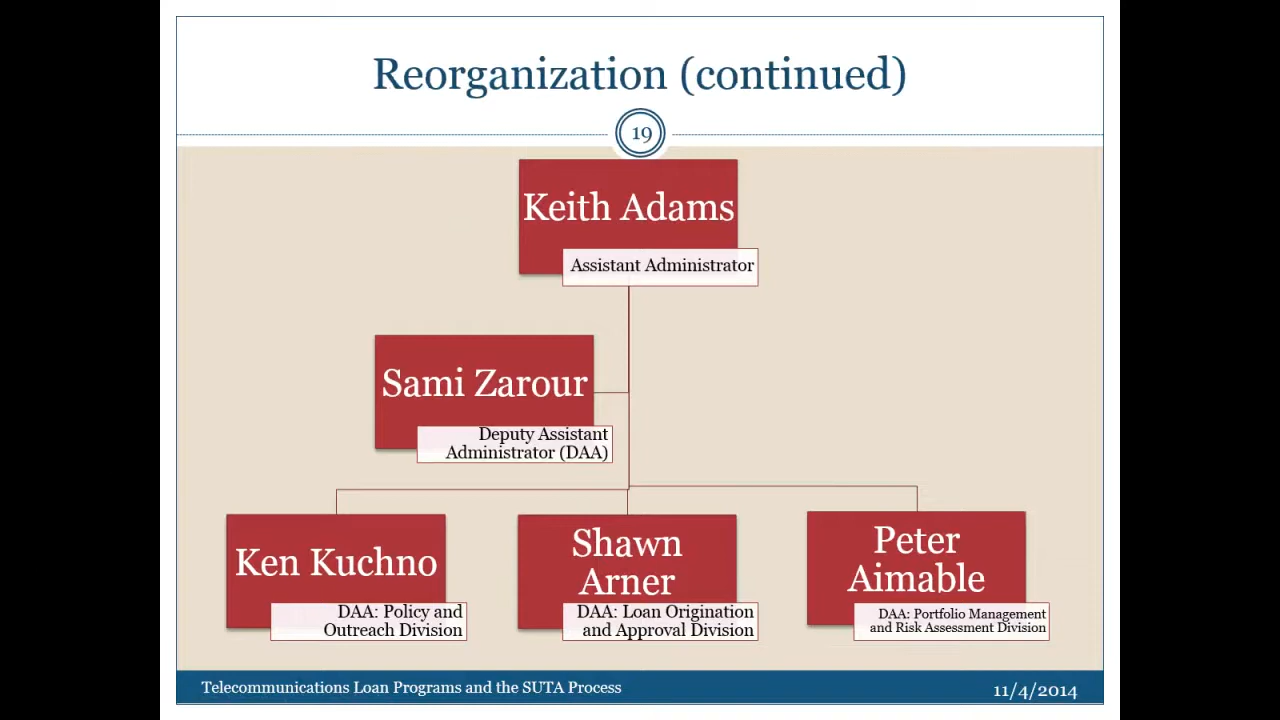 Reorganization (continued)
19
Keith Adams
Assistant Administrator
Sami Zarour
Deputy Assistant
Administrator (DAA)
Ken Kuchno
DAA: Policy and
Outreach Division
Shawn
Arner
DAA: Loan Origination
and Approval Division
Peter
Aimable
DAA: Portfolio Management
and Risk Assessment Division
Telecommunications Loan Programs and the SUTA Process
11/4/2014